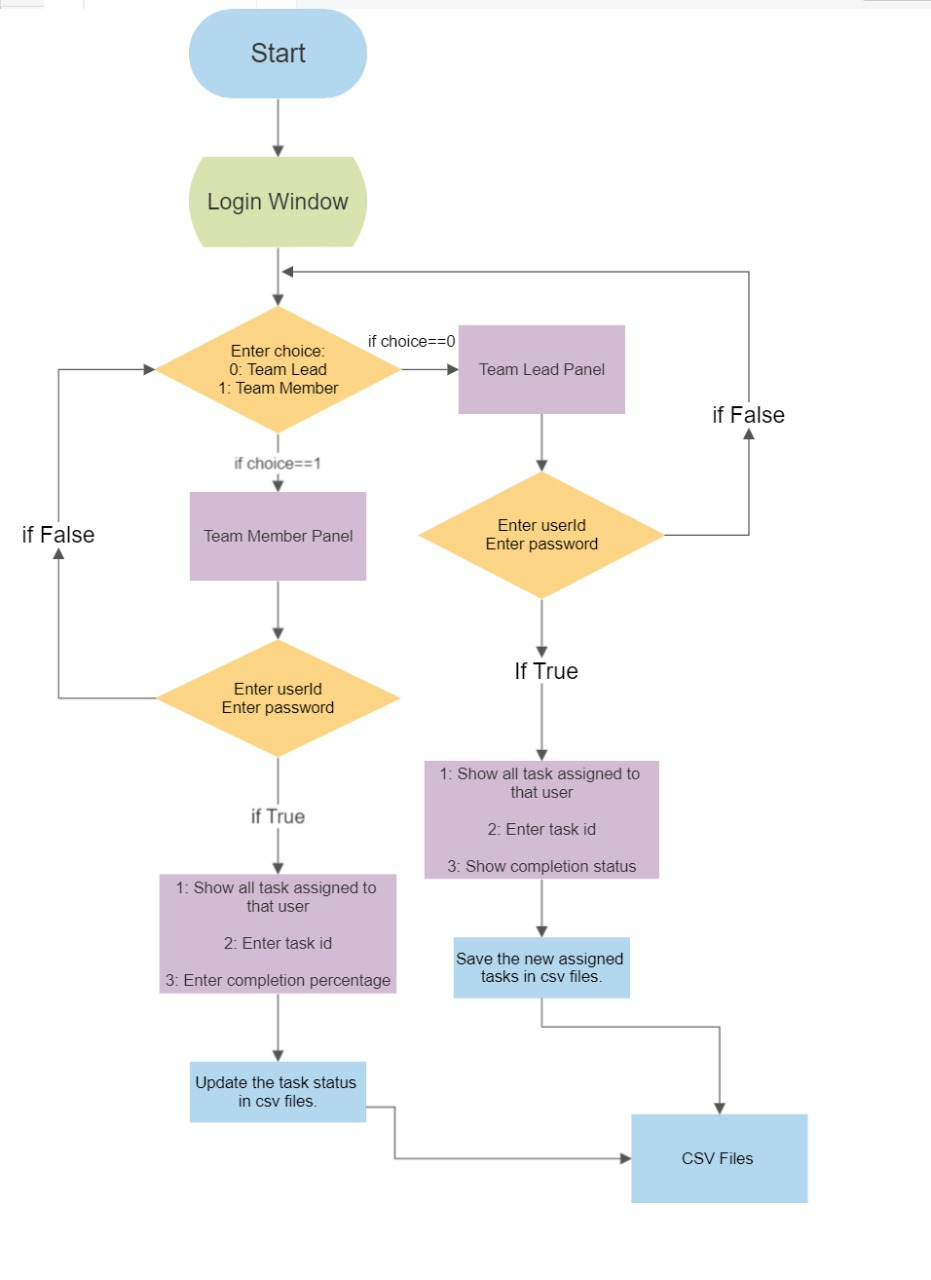 Start
Login Window
Enter choice:
0: Team Lead
1: Team Member
if choice==0
Team Lead Panel
if False
if choice==1
Team Member Panel
if False
Enter userId
Enter password
If True
Enter userId
Enter password
if True
1: Show all task assigned to
that user
2: Enter task id
3: Show completion status
1: Show all task assigned to
that user
2: Enter task id
3: Enter completion percentage
Save the new assigned
tasks in csv files.
Update the task status
in csv files.
CSV Files